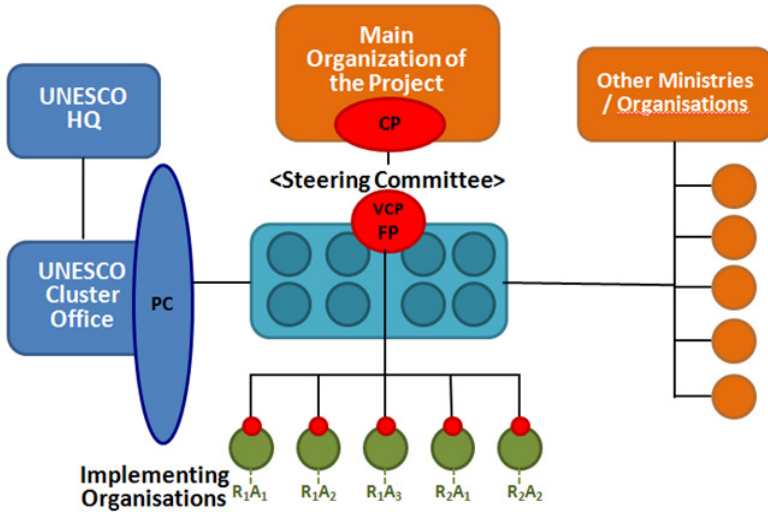 Main
Organization of
the Project
CP
UNESCO
HQ
Other Ministries
/ Organisations
<Steering Committee>
VCP
FP
UNESCO
Cluster
Office
PC
Implementing
Organisations
R₁A₁
R₁A₂
R₁A₃
R₂A₁
R₂A₂